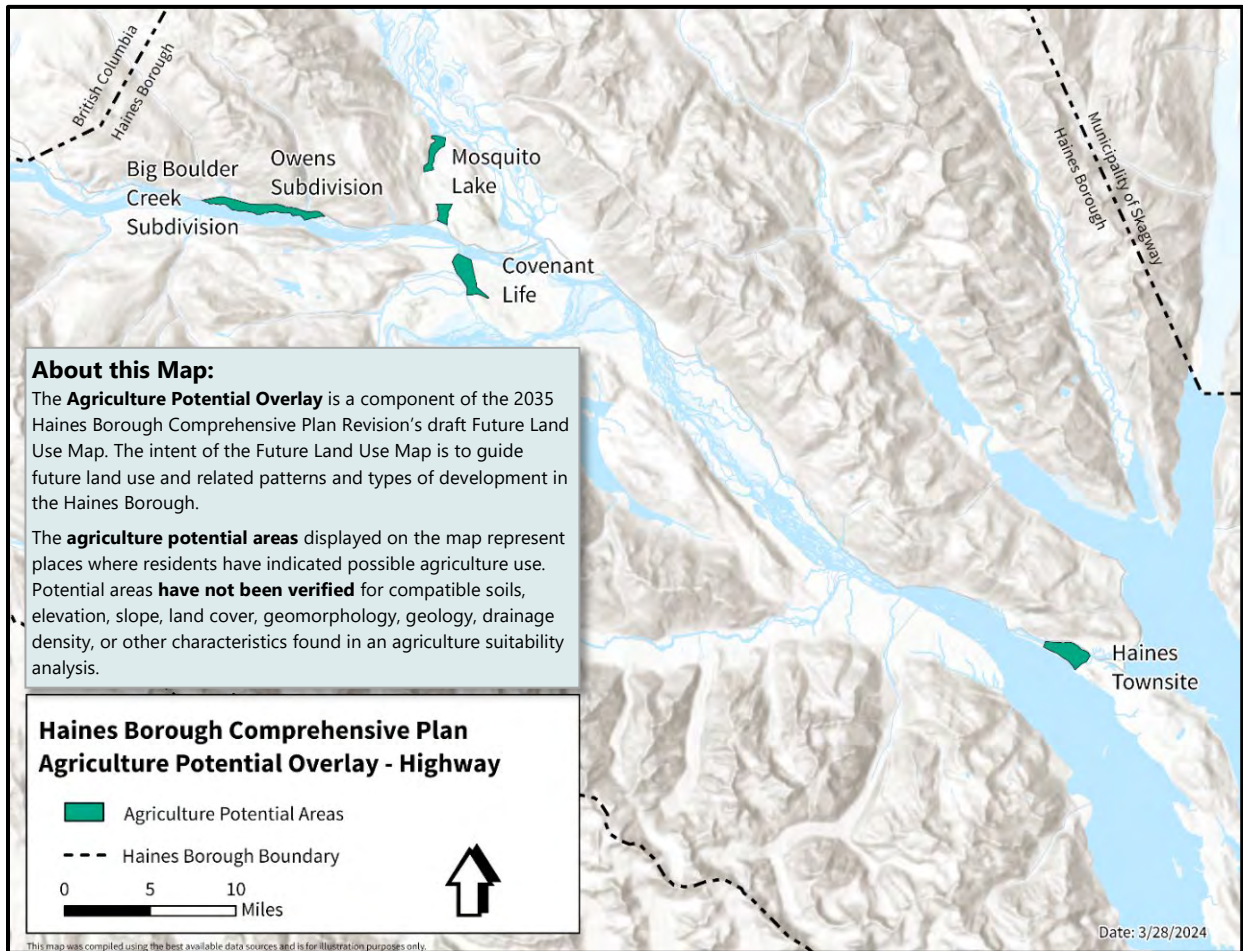 British Columbia
Haines Borough
Big Boulder
Creek
Subdivision
Owens
Subdivision
Mosquito
Lake
Covenant
Life
Municipality of Skagway
Haines Borough
About this Map:
The Agriculture Potential Overlay is a component of the 2035
Haines Borough Comprehensive Plan Revision’s draft Future Land
Use Map. The intent of the Future Land Use Map is to guide
future land use and related patterns and types of development in
the Haines Borough.
The agriculture potential areas displayed on the map represent
places where residents have indicated possible agriculture use.
Potential areas have not been verified for compatible soils,
elevation, slope, land cover, geomorphology, geology, drainage
density, or other characteristics found in an agriculture suitability
analysis.
Haines
Townsite
Haines Borough Comprehensive Plan
Agriculture Potential Overlay - Highway
Agriculture Potential Areas
Haines Borough Boundary
0 5 10
Miles
This map was compiled using the best available data sources and is for illustration purposes only.
Date: 3/28/2024